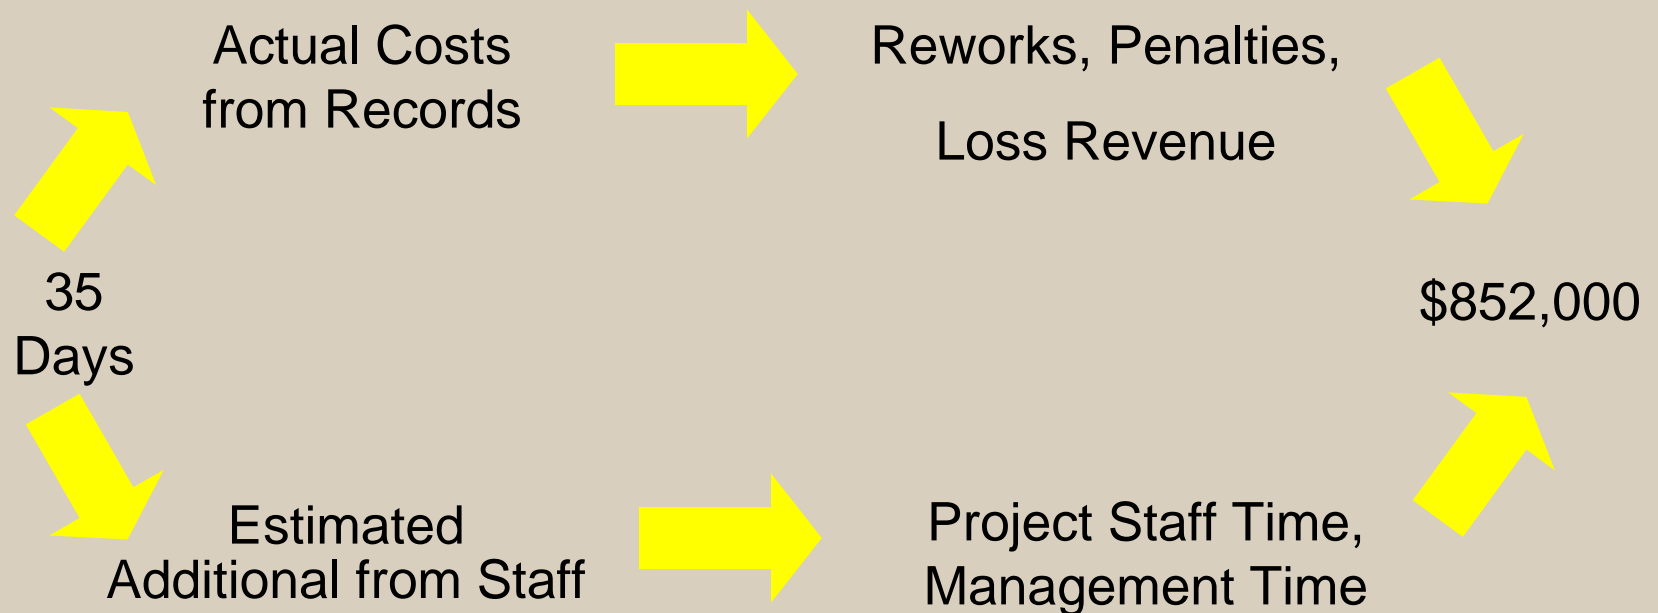 Actual Costs
from Records
Reworks, Penalties,
Loss Revenue
35
Days
$852,000
Estimated
Additional from Staff
Project Staff Time,
Management Time